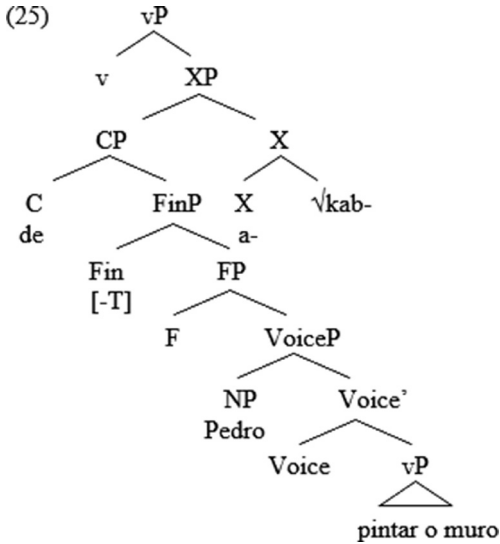 (25) vP
v XP
CP X
C FinP X √kab-
de a-
Fin FP
[-T]
F VoiceP
NP Voice’
Pedro
Voice vP
pintar o muro